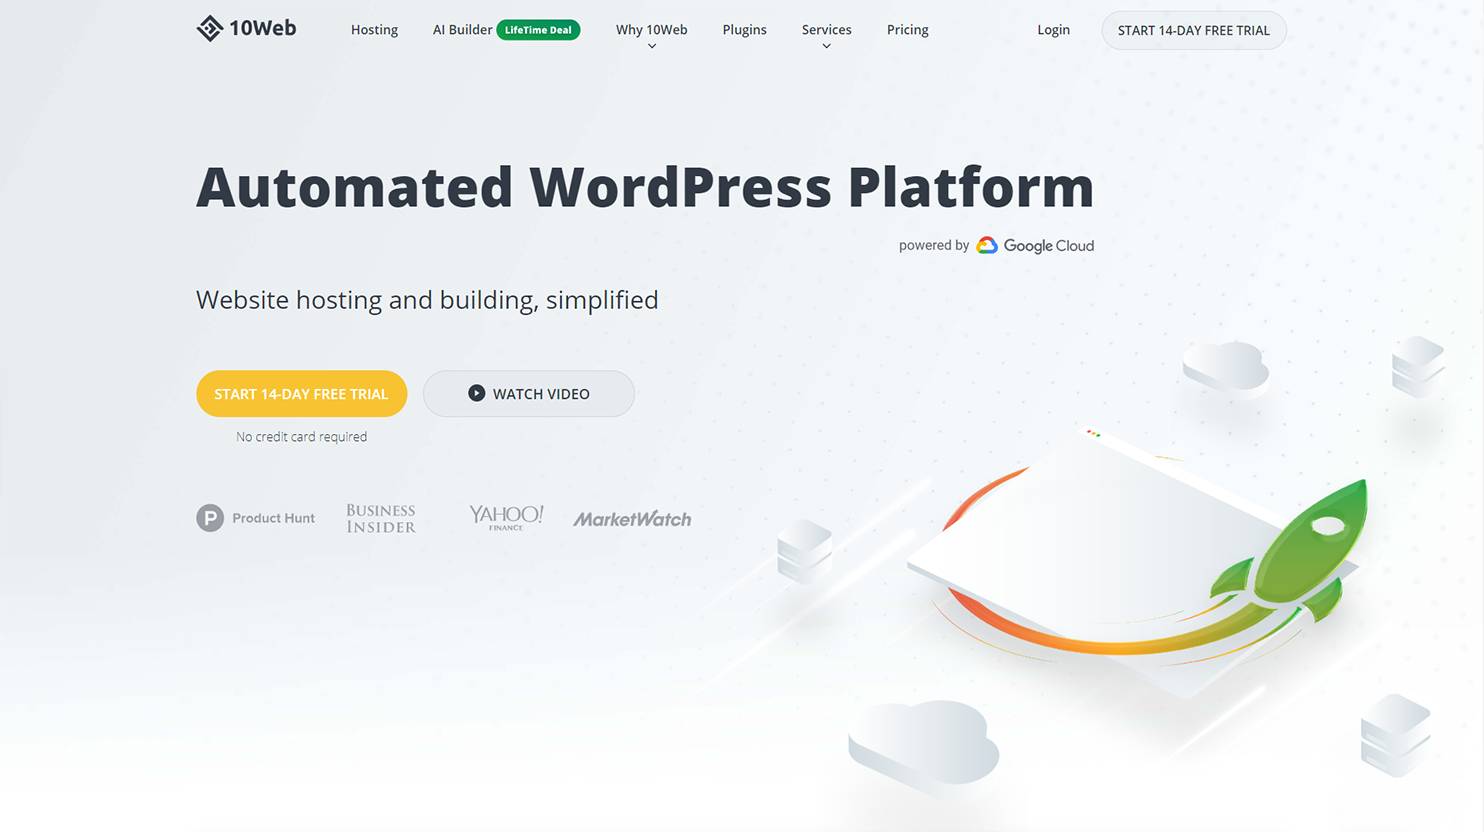 10Web
Hosting
AI Builder LifeTime Deal
Why 10Web
Plugins
Services
Pricing
Login
START 14-DAY FREE TRIAL
Automated WordPress Platform
powered by Google Cloud
Website hosting and building, simplified
START 14-DAY FREE TRIAL
WATCH VIDEO
No credit card required
P Product Hunt
BUSINESS
INSIDER
YAHOO!
FINANCE
MarketWatch